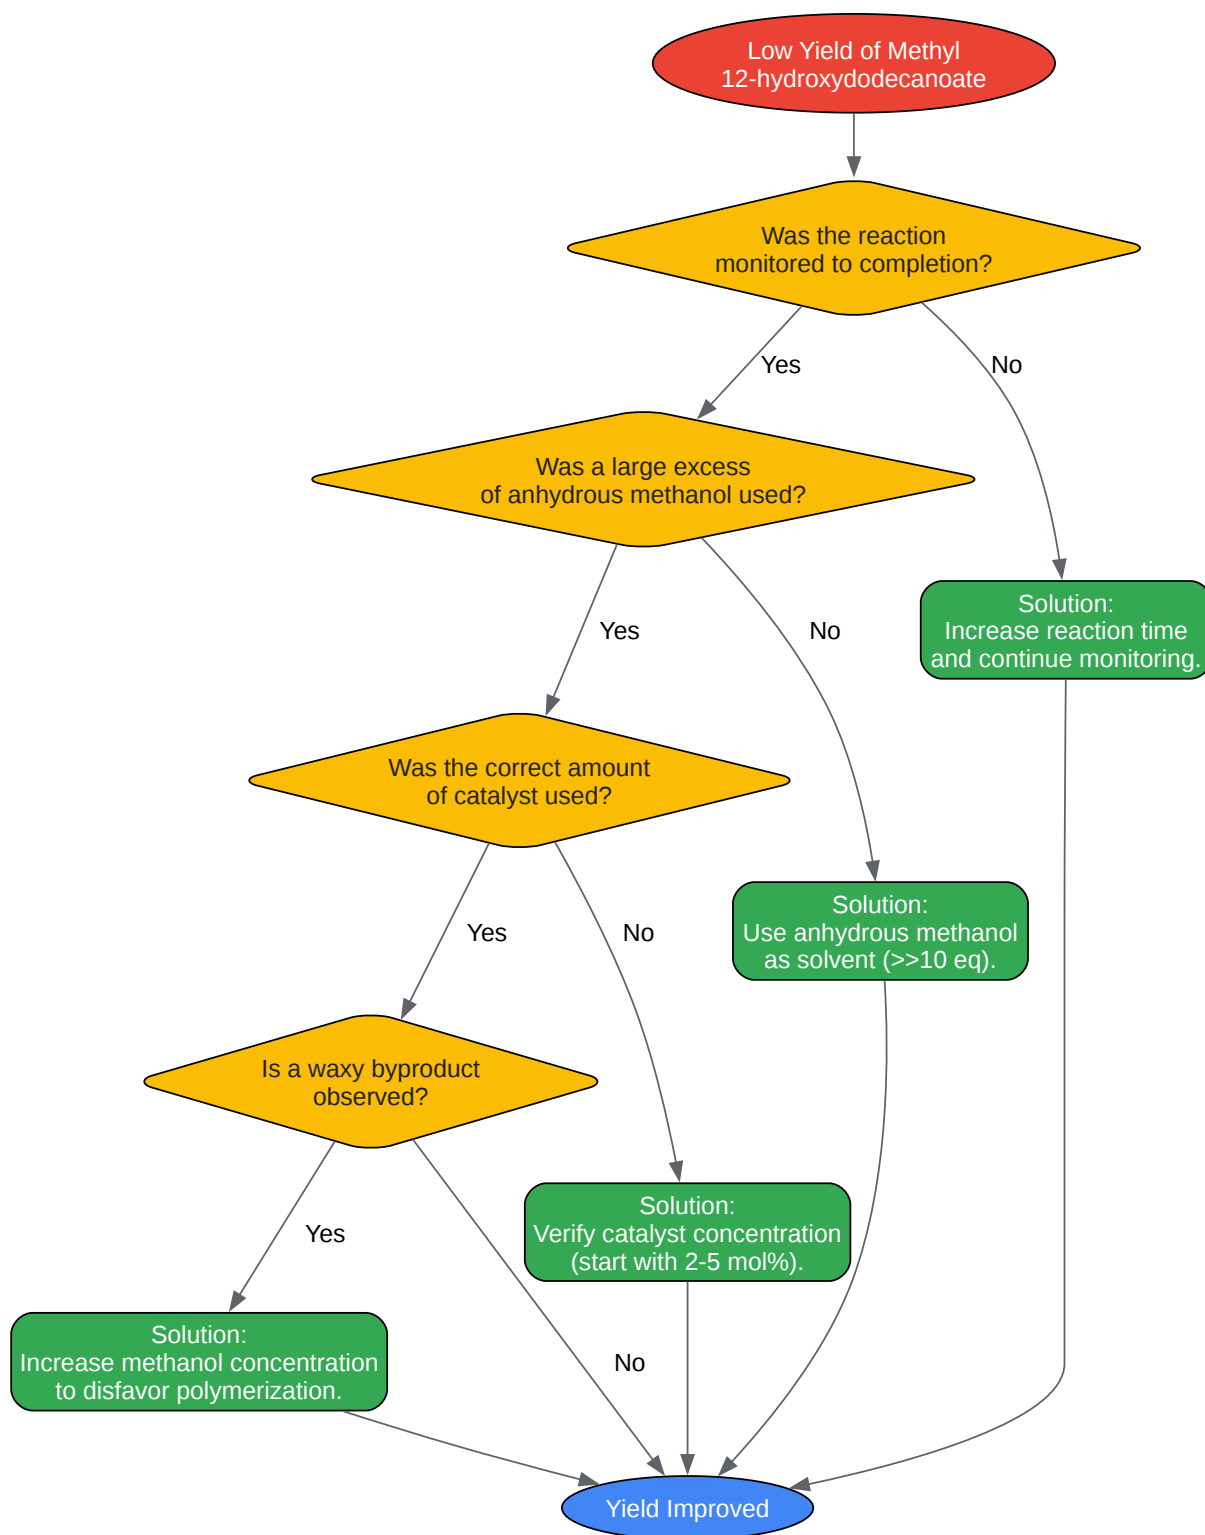 Low Yield of Methyl
12-hydroxydodecanoate
Was the reaction
monitored to completion?
Yes
No
Was a large excess
of anhydrous methanol used?
Solution:
Increase reaction time
and continue monitoring.
Yes
No
Was the correct amount
of catalyst used?
Solution:
Use anhydrous methanol
as solvent (>>10 eq).
Yes
No
Is a waxy byproduct
observed?
Solution:
Verify catalyst concentration
(start with 2-5 mol%).
Yes
No
Solution:
Increase methanol concentration
to disfavor polymerization.
Yield Improved